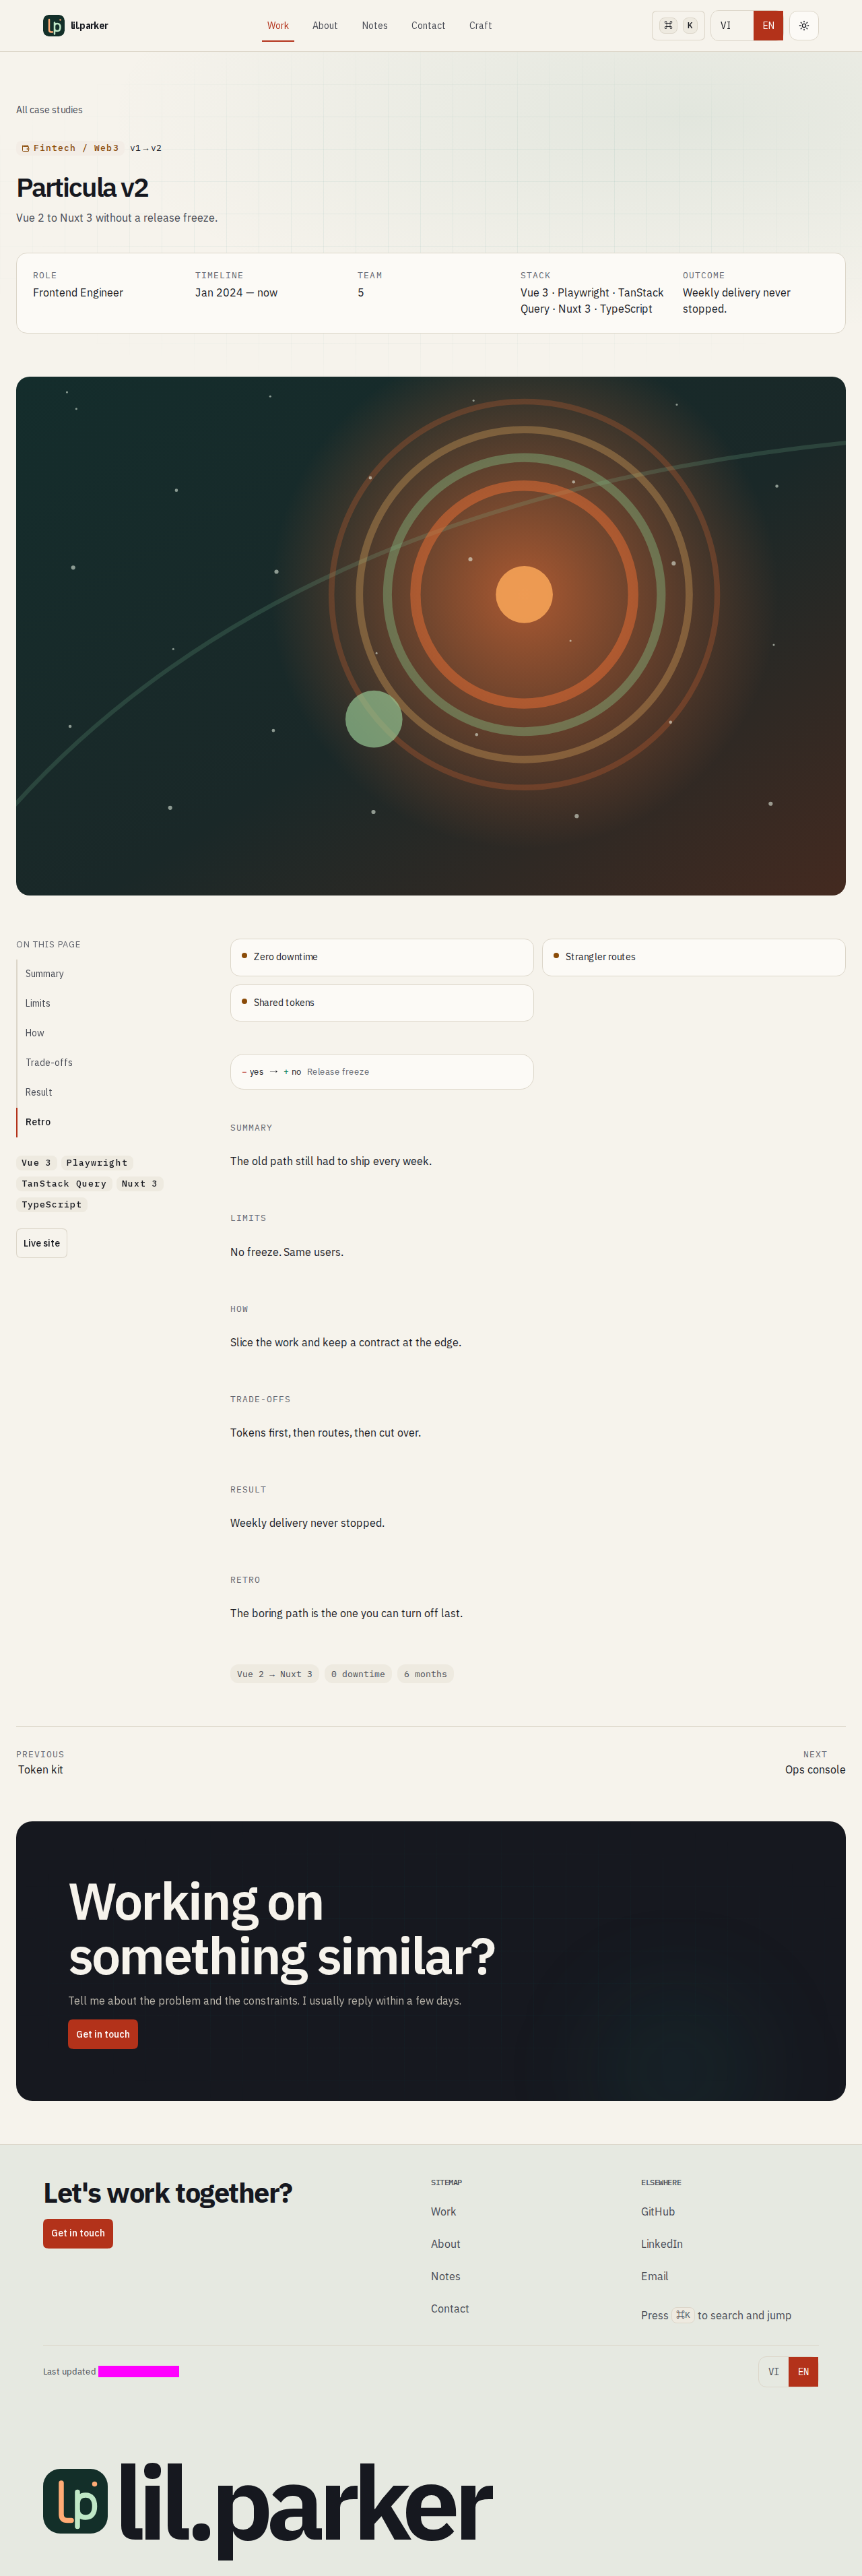 lp lil.parker
Work About Notes Contact Craft
⌘ K VI EN
All case studies
Fintech / Web3 v1→v2
Particula v2
Vue 2 to Nuxt 3 without a release freeze.
ROLE
Frontend Engineer
TIMELINE
Jan 2024 — now
TEAM
5
STACK
Vue 3 · Playwright · TanStack
Query · Nuxt 3 · TypeScript
OUTCOME
Weekly delivery never
stopped.
ON THIS PAGE
Summary
Limits
How
Trade-offs
Result
Retro
Vue 3 Playwright
TanStack Query Nuxt 3
TypeScript
Live site
Zero downtime
Strangler routes
Shared tokens
− yes → + no Release freeze
SUMMARY
The old path still had to ship every week.
LIMITS
No freeze. Same users.
HOW
Slice the work and keep a contract at the edge.
TRADE-OFFS
Tokens first, then routes, then cut over.
RESULT
Weekly delivery never stopped.
RETRO
The boring path is the one you can turn off last.
Vue 2 → Nuxt 3 0 downtime 6 months
PREVIOUS
Token kit
NEXT
Ops console
Working on
something similar?
Tell me about the problem and the constraints. I usually reply within a few days.
Get in touch
Let's work together?
Get in touch
SITEMAP
Work
About
Notes
Contact
ELSEWHERE
GitHub
LinkedIn
Email
Press ⌘K to search and jump
Last updated
VI EN
lp lil.parker